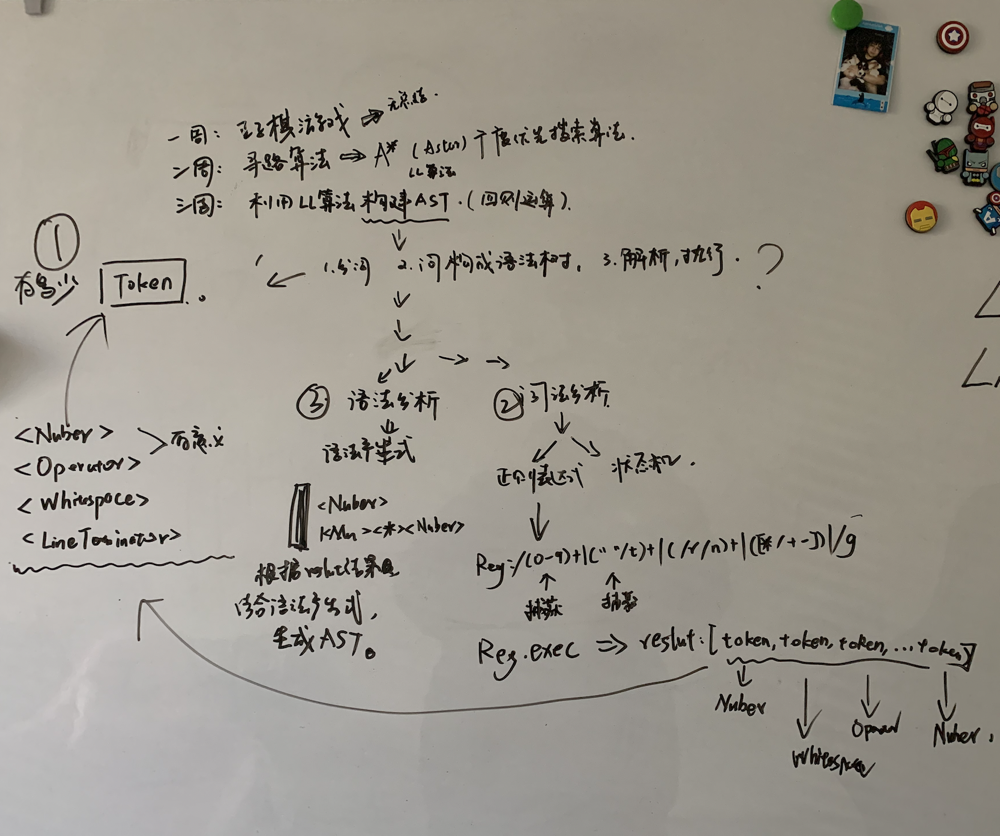 一周: 五子棋游戏 ⇒ 无总结.
二周: 寻路算法 ⇒ A* (Astar) 广度优先搜索算法.
LL算法
三周: 利用LL算法构建AST.(四则运算).
① 有多少 Token 。
1.分词 2.词构成语法树, 3.解析,执行. ?
③ 语法分析
语法产生式
<Nuber>
<Mn><*><Nuber>
根据reslut结果且
结合语法产生式,
生成AST。
② 词法分析
正则表达式 状态机.
Reg:/(0-9)+|(" "/t)+|(/r/n)+|([*/+-])|/g
捕获 捕获
Reg.exec ⇒ reslut:[token,token,token,...token]
Nuber
Whitespace
Nuber.
<Nuber>
<Operator>
<Whitespace>
<LineTerminator>
有意义